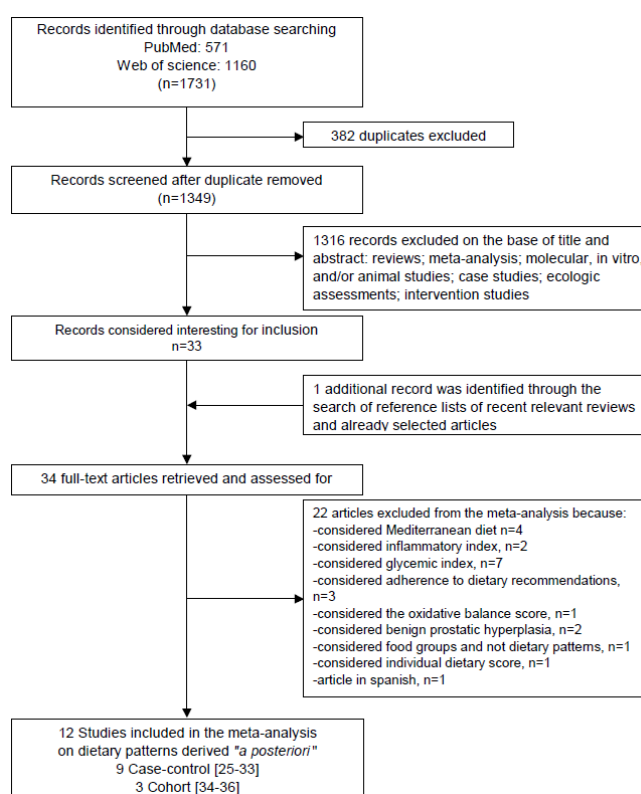 Records identified through database searching
PubMed: 571
Web of science: 1160
(n=1731)
382 duplicates excluded
Records screened after duplicate removed
(n=1349)
1316 records excluded on the base of title and
abstract: reviews; meta-analysis; molecular, in vitro,
and/or animal studies; case studies; ecologic
assessments; intervention studies
Records considered interesting for inclusion
n=33
1 additional record was identified through the
search of reference lists of recent relevant reviews
and already selected articles
34 full-text articles retrieved and assessed for
22 articles excluded from the meta-analysis because:
-considered Mediterranean diet n=4
-considered inflammatory index, n=2
-considered glycemic index, n=7
-considered adherence to dietary recommendations,
n=3
-considered the oxidative balance score, n=1
-considered benign prostatic hyperplasia, n=2
-considered food groups and not dietary patterns, n=1
-considered individual dietary score, n=1
-article in spanish, n=1
12 Studies included in the meta-analysis
on dietary patterns derived "a posteriori"
9 Case-control [25-33]
3 Cohort [34-36]